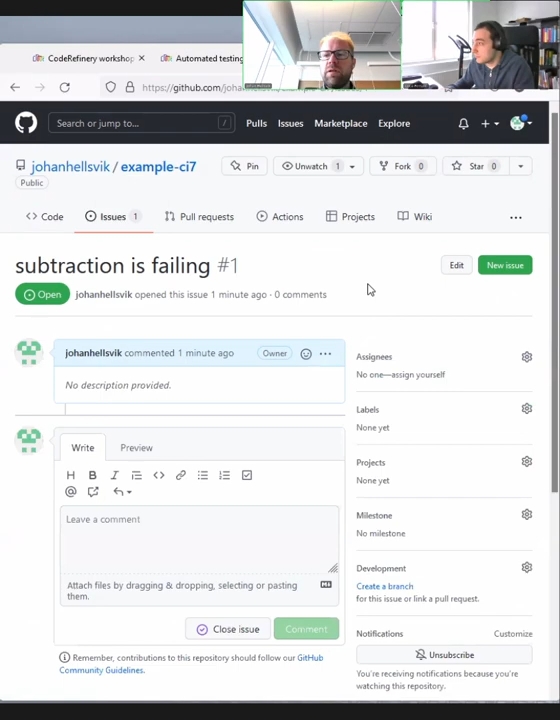 CodeRefinery workshop
Automated testing
https://github.com/joha
Search or jump to...
/
Pulls
Issues
Marketplace
Explore
johanhellsvik / example-ci7
Public
Pin
Unwatch 1
Fork 0
Star 0
Code
Issues 1
Pull requests
Actions
Projects
Wiki
subtraction is failing #1
Edit
New issue
Open
johanhellsvik opened this issue 1 minute ago · 0 comments
johanhellsvik commented 1 minute ago
Owner
No description provided.
Write
Preview
Leave a comment
Attach files by dragging & dropping, selecting or pasting
them.
Close issue
Comment
Remember, contributions to this repository should follow our GitHub
Community Guidelines.
Assignees
No one—assign yourself
Labels
None yet
Projects
None yet
Milestone
No milestone
Development
Create a branch
for this issue or link a pull request.
Notifications
Customize
Unsubscribe
You're receiving notifications because you're
watching this repository.